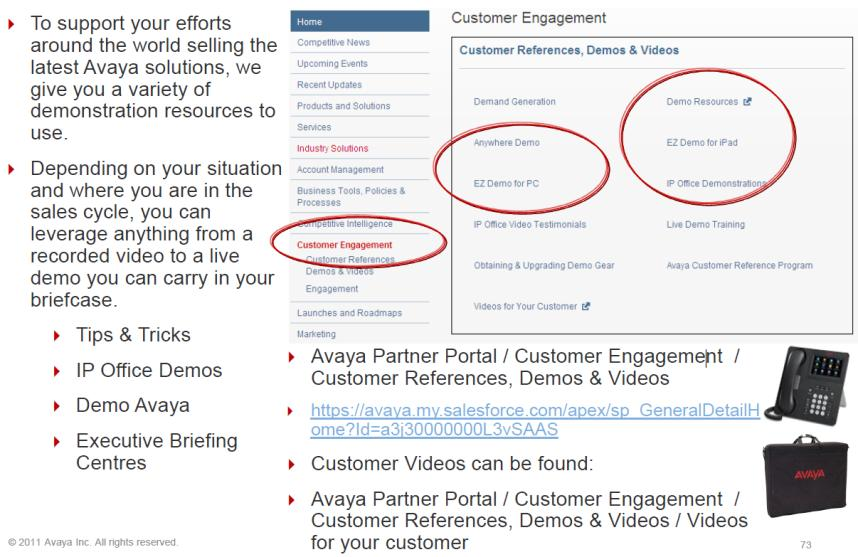 To support your efforts
around the world selling the
latest Avaya solutions, we
give you a variety of
demonstration resources to
use.
Depending on your situation
and where you are in the
sales cycle, you can
leverage anything from a
recorded video to a live
demo you can carry in your
briefcase.
Tips & Tricks
IP Office Demos
Demo Avaya
Executive Briefing
Centres
Home
Competitive News
Upcoming Events
Recent Updates
Products and Solutions
Services
Industry Solutions
Account Management
Business Tools, Policies &
Processes
Competitive Intelligence
Customer Engagement
Customer References
Demos & Videos
Engagement
Launches and Roadmaps
Marketing
Customer Engagement
Customer References, Demos & Videos
Demand Generation
Demo Resources
Anywhere Demo
EZ Demo for iPad
EZ Demo for PC
IP Office Demonstrations
IP Office Video Testimonials
Live Demo Training
Obtaining & Upgrading Demo Gear
Avaya Customer Reference Program
Videos for Your Customer
Avaya Partner Portal / Customer Engagement /
Customer References, Demos & Videos
https://avaya.my.salesforce.com/apex/sp_GeneralDetailH
ome?Id=a3j30000000L3vSAAS
Customer Videos can be found:
Avaya Partner Portal / Customer Engagement /
Customer References, Demos & Videos / Videos
for your customer
AVAYA
© 2011 Avaya Inc. All rights reserved.
73